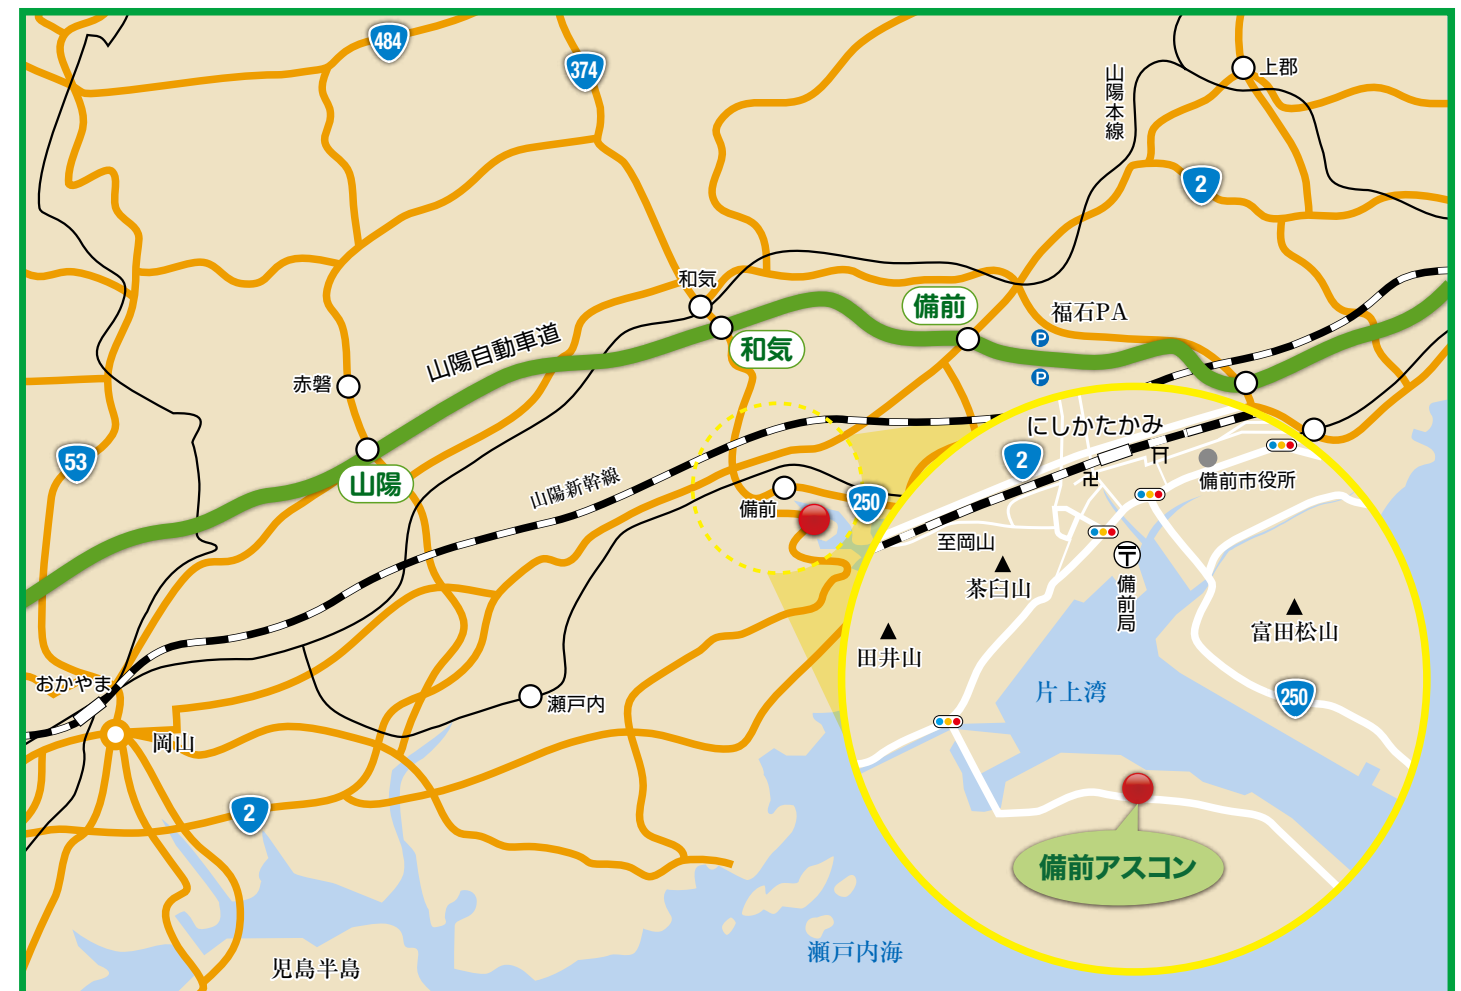 484
374
山陽本線
上郡
2
和気
備前
福石PA
P
P
山陽自動車道
和気
赤磐
53
山陽
山陽新幹線
備前
250
にしかたかみ
2
卍
備前市役所
至岡山
茶臼山
〒
備前局
田井山
富田松山
片上湾
250
おかやま
岡山
瀬戸内
2
備前アスコン
瀬戸内海
児島半島